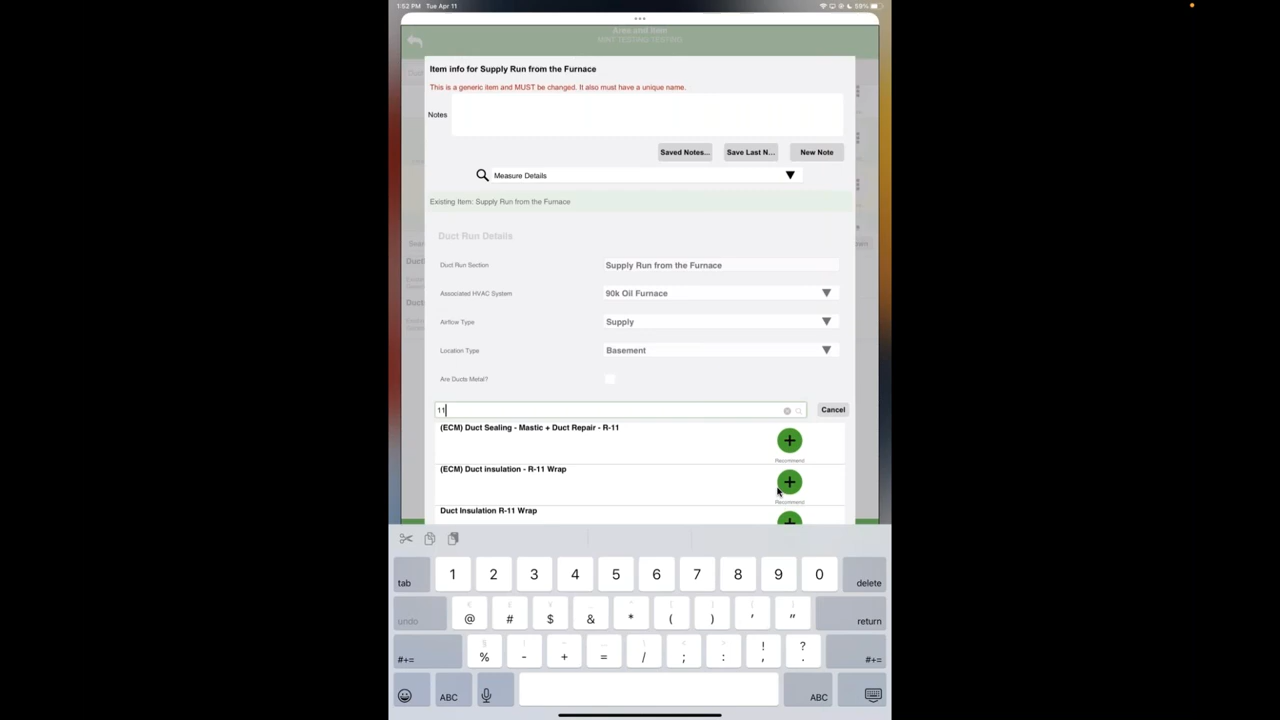 1:52 PM Tue Apr 11
59%
Area and Item
Item info for Supply Run from the Furnace
This is a generic item and MUST be changed. It also must have a unique name.
Notes
Saved Notes...
Save Last N...
New Note
Measure Details
Existing Item: Supply Run from the Furnace
Duct Run Details
Duct Run Section
Supply Run from the Furnace
Associated HVAC System
90k Oil Furnace
Airflow Type
Supply
Location Type
Basement
Are Ducts Metal?
11
Cancel
(ECM) Duct Sealing - Mastic + Duct Repair - R-11
Recommend
(ECM) Duct insulation - R-11 Wrap
Recommend
Duct Insulation R-11 Wrap
tab 1 2 3 4 5 6 7 8 9 0 delete
undo @ # $ & * ( ) ' " return
#+= % - + = / ; : ! , ? . #+=
ABC ABC